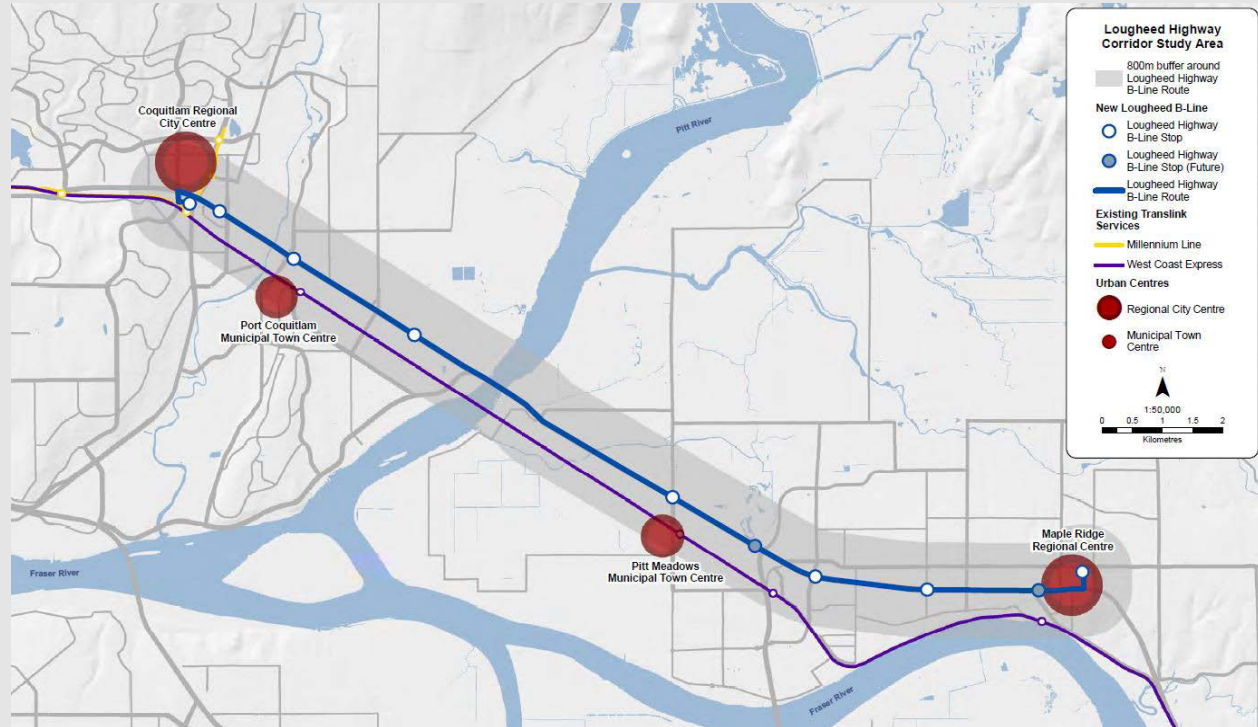 Coquitlam Regional
City Centre
Port Coquitlam
Municipal Town Centre
Pitt River
Pitt Meadows
Municipal Town Centre
Maple Ridge
Regional Centre
Fraser River
Fraser River
Lougheed Highway
Corridor Study Area
800m buffer around
Lougheed Highway
B-Line Route
New Lougheed B-Line
Lougheed Highway
B-Line Stop
Lougheed Highway
B-Line Stop (Future)
Lougheed Highway
B-Line Route
Existing Translink
Services
Millennium Line
West Coast Express
Urban Centres
Regional City Centre
Municipal Town
Centre
N
1:50,000
0 0.5 1 1.5 2
Kilometres